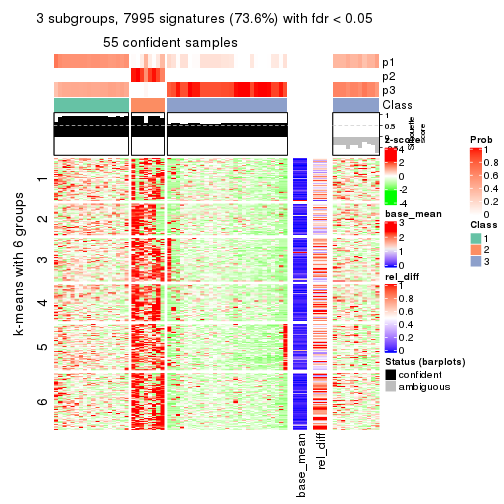 3 subgroups, 7995 signatures (73.6%) with fdr < 0.05
55 confident samples
p1
p2
p3
Class
1
0.5
0
Silhouette
score
k-means with 6 groups
1
2
3
4
5
6
base_mean
rel_diff
z-score
4
2
0
-2
-4
base_mean
3
2
1
0
rel_diff
1
0.8
0.6
0.4
0.2
0
Status (barplots)
confident
ambiguous
Prob
1
0.8
0.6
0.4
0.2
0
Class
1
2
3